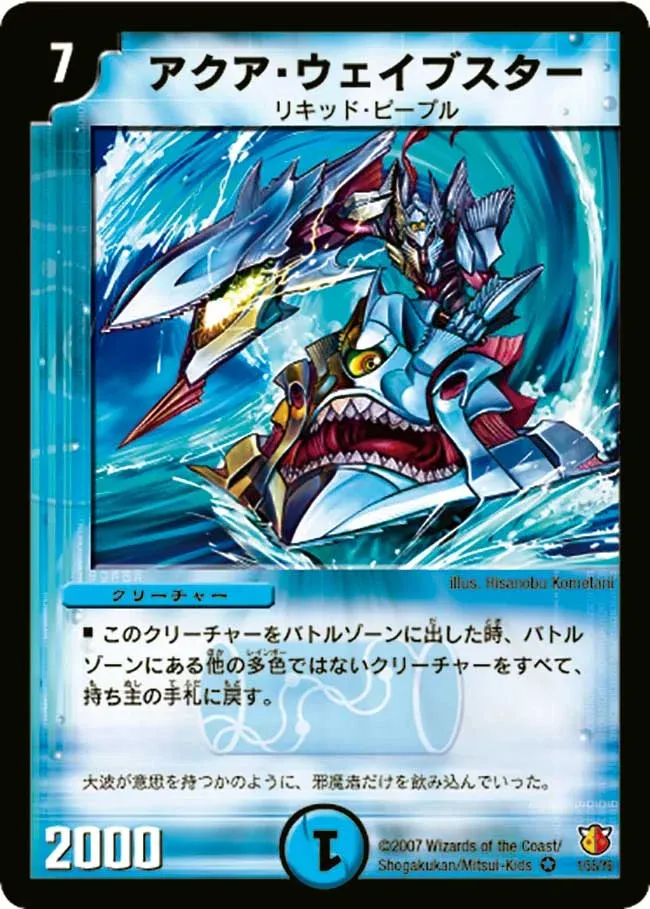 7
アクア・ウェイブスター
リキッド・ピープル
illus. Hisanobu Kometani
クリーチャー
■ このクリーチャーをバトルゾーンに出した時、バトル
ゾーンにある他の多色ではないクリーチャーをすべて、
持ち主の手札に戻す。
大波が意思を持つかのように、邪魔者だけを飲み込んでいった。
2000
1
©2007 Wizards of the Coast/
Shogakukan/Mitsui-Kids